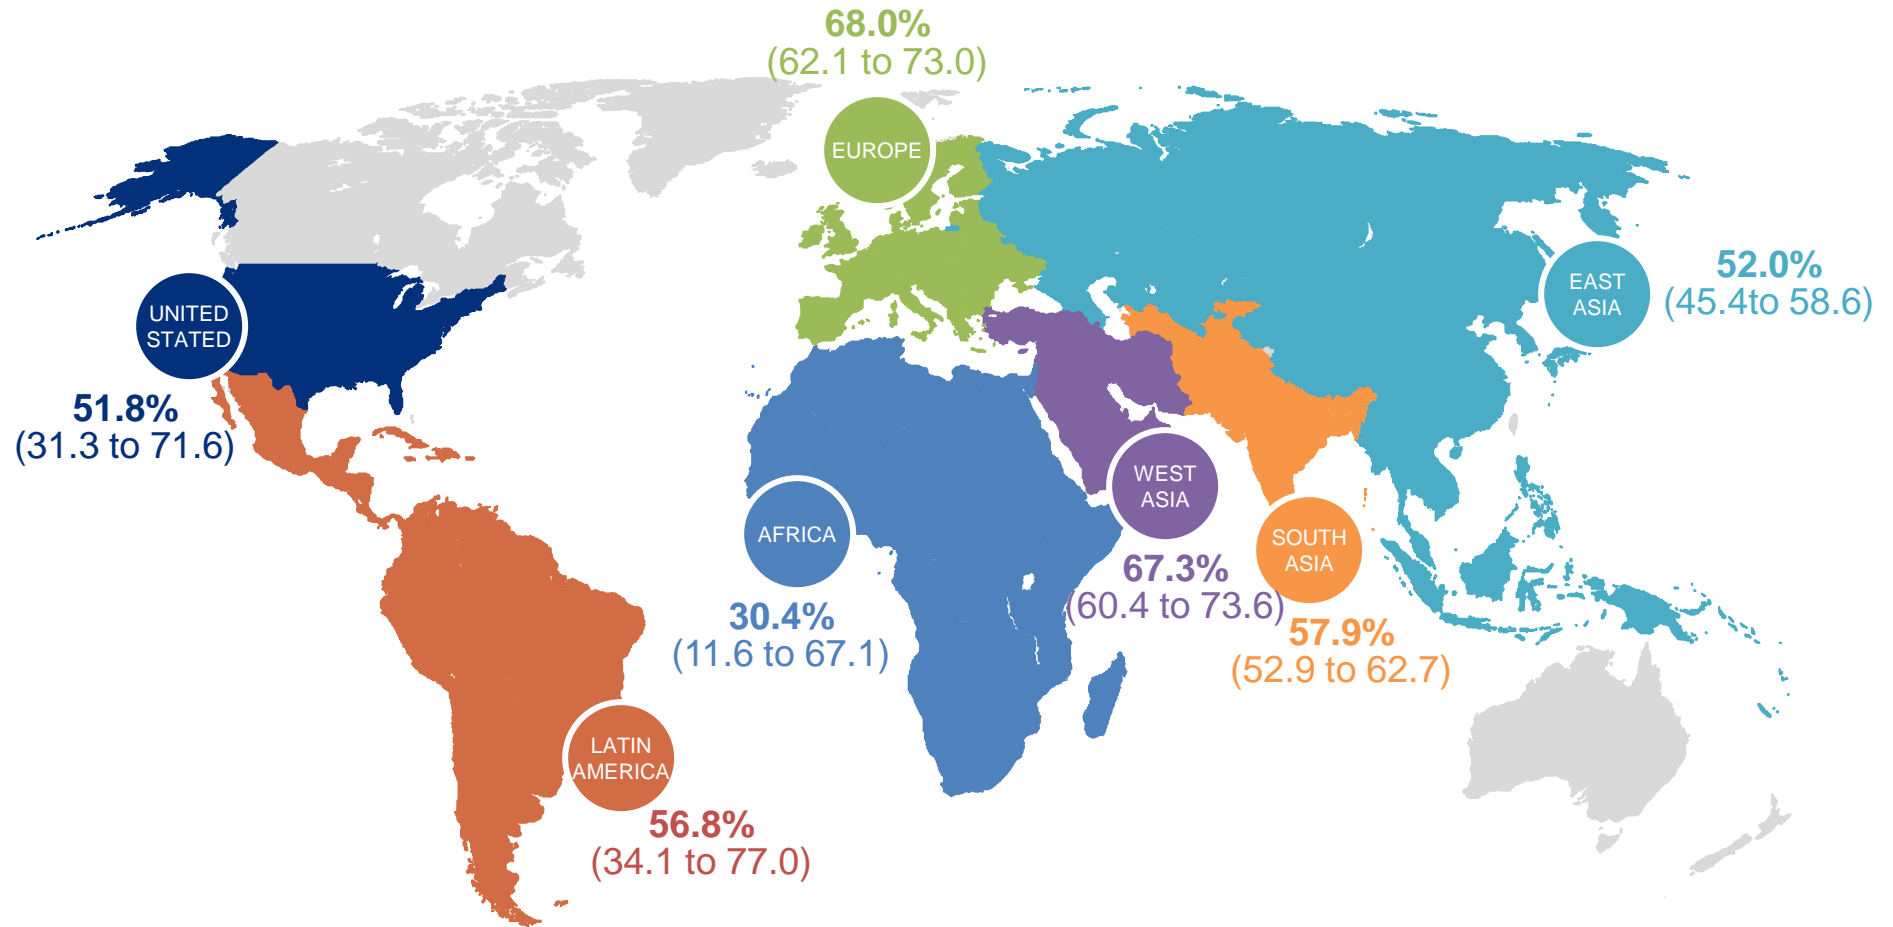 68.0%
(62.1 to 73.0)
EUROPE
UNITED
STATED
51.8%
(31.3 to 71.6)
EAST
ASIA
52.0%
(45.4to 58.6)
WEST
ASIA
67.3%
(60.4 to 73.6)
AFRICA
30.4%
(11.6 to 67.1)
SOUTH
ASIA
57.9%
(52.9 to 62.7)
LATIN
AMERICA
56.8%
(34.1 to 77.0)